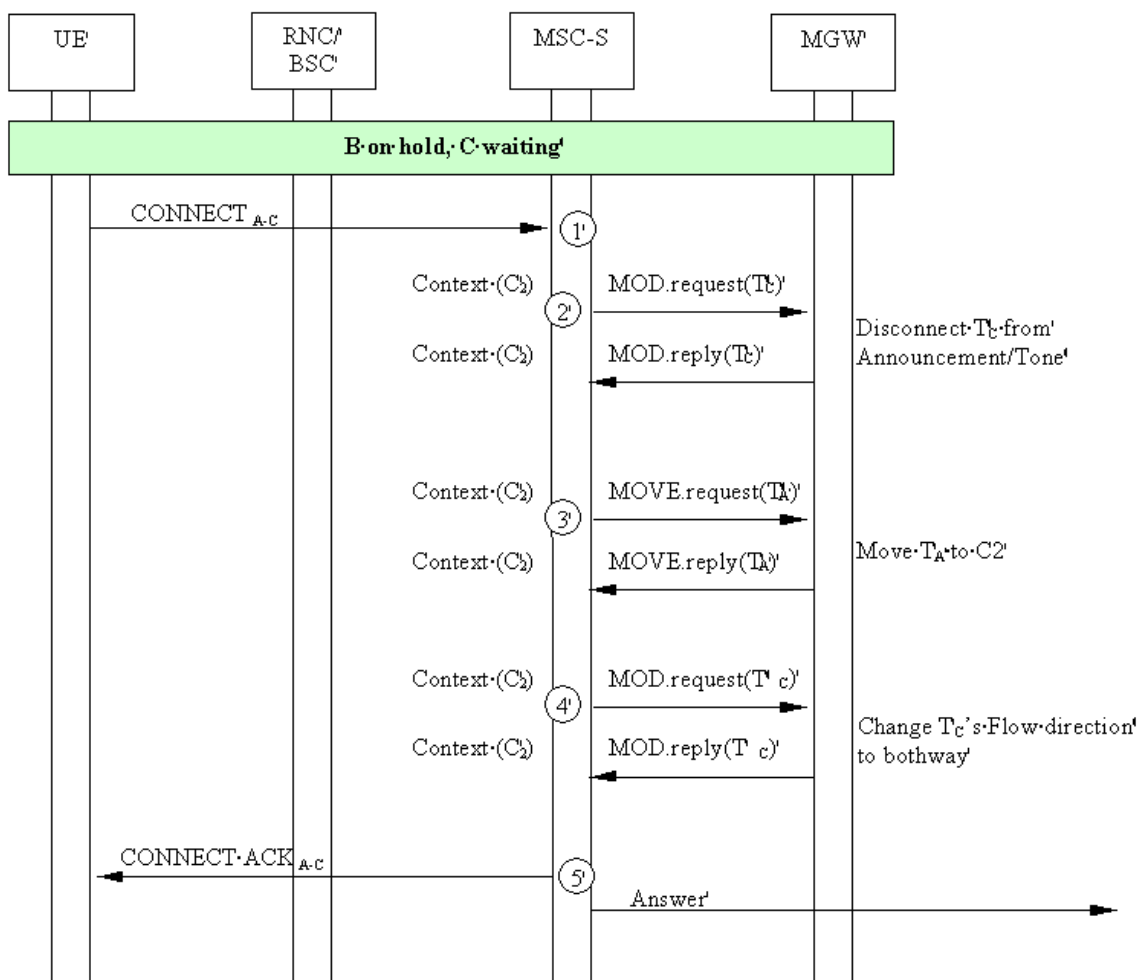 UE'
RNC/'
BSC'
MSC-S
MGW'
B·on·hold,·C·waiting'
CONNECT A-C
1'
Context·(C2)
MOD.request(TC)'
2'
Disconnect·TC·from'
Announcement/Tone'
Context·(C2)
MOD.reply(TC)'
Context·(C2)
MOVE.request(TA)'
3'
Move·TA·to·C2'
Context·(C2)
MOVE.reply(TA)'
Context·(C2)
MOD.request(T C)'
4'
Change TC's·Flow·direction'
to bothway'
Context·(C2)
MOD.reply(T C)'
CONNECT·ACK A-C
5'
Answer'